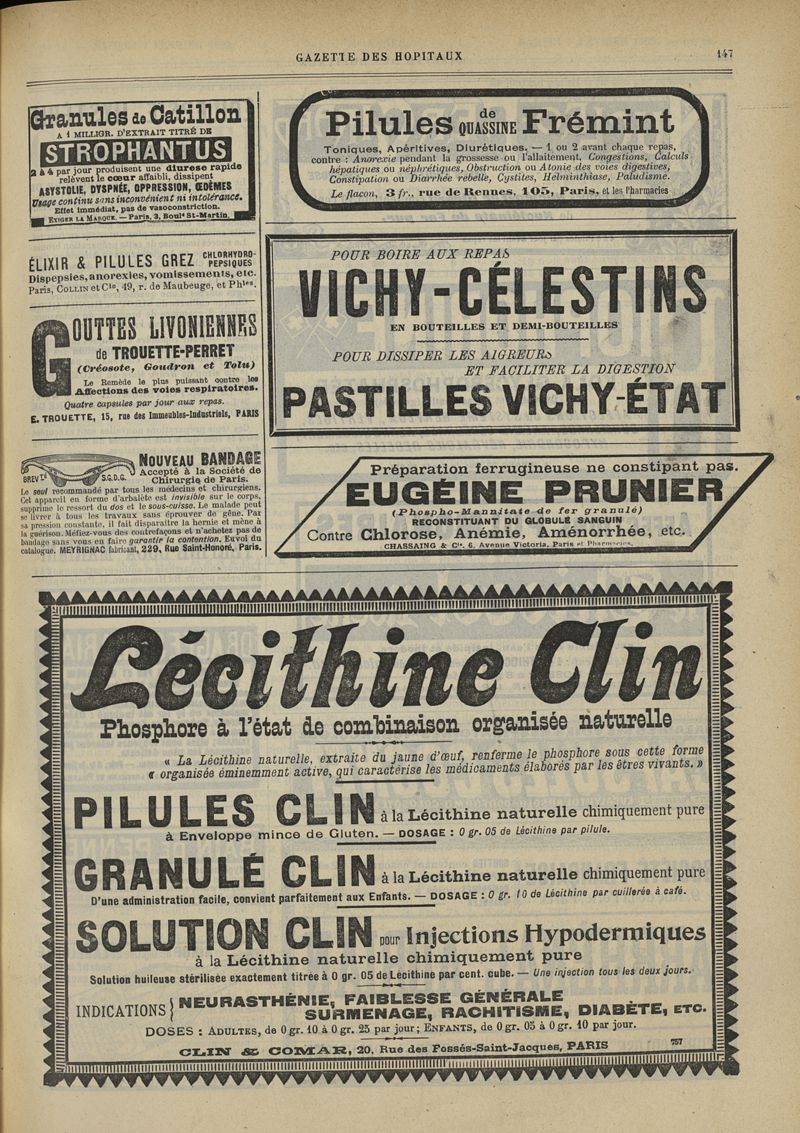 GAZETTE DES HOPITAUX 147
Granules de Catillon
A 1 MILLIGR. D'EXTRAIT TITRÉ DE
STROPHANTUS
2 à 4 par jour produisent une diurese rapide
relèvent le cœur affaibli, dissipent
ASYSTOLIE, DYSPNÉE, OPPRESSION, ŒDÈMES
Usage continu sans inconvénient ni intolérance.
Effet immédiat, pas de vasoconstriction.
EXIGER LA MARQUE. — Paris, 3, Boulᵈ St-Martin.
ÉLIXIR & PILULES GREZ CHLORHYDRO-
PEPSIQUES
Dispepsies, anorexies, vomissements, etc.
Paris, COLLIN et Cⁱᵉ, 49, r. de Maubeuge, et Phⁱᵉˢ.
GOUTTES LIVONIENNES
de TROUETTE-PERRET
(Créosote, Goudron et Tolu)
Le Remède le plus puissant contre les
Affections des voies respiratoires.
Quatre capsules par jour aux repas.
E. TROUETTE, 15, rue des Immeubles-Industriels, PARIS
BREVᵀᴱ S.G.D.G.
NOUVEAU BANDAGE
Accepté à la Société de
Chirurgie de Paris.
Le seul recommandé par tous les médecins et chirurgiens.
Cet appareil en forme d'arbalète est invisible sur le corps,
supprime le ressort du dos et le sous-cuisse. Le malade peut
se livrer à tous les travaux sans éprouver de gêne. Par
sa pression constante, il fait disparaître la hernie et mène à
la guérison. Méfiez-vous des contrefaçons et n'achetez pas de
bandage sans vous en faire garantir la contention. Envoi du
catalogue. MEYRIGNAC fabricant, 229, Rue Saint-Honoré, Paris.
Pilules de QUASSINE Frémint
Toniques, Apéritives, Diurétiques. — 1 ou 2 avant chaque repas,
contre : Anorexie pendant la grossesse ou l'allaitement, Congestions, Calculs
hépatiques ou néphrétiques, Obstruction ou Atonie des voies digestives,
Constipation ou Diarrhée rebelle, Cystites, Helminthiase, Paludisme.
Le flacon, 3 fr., rue de Rennes, 105, Paris, et les Pharmacies
POUR BOIRE AUX REPAS
VICHY-CÉLESTINS
EN BOUTEILLES ET DEMI-BOUTEILLES
POUR DISSIPER LES AIGREURS
ET FACILITER LA DIGESTION
PASTILLES VICHY-ÉTAT
Préparation ferrugineuse ne constipant pas.
EUGÉINE PRUNIER
(Phospho-Mannitate de fer granulé)
RECONSTITUANT DU GLOBULE SANGUIN
Contre Chlorose, Anémie, Aménorrhée, etc.
CHASSAING & Cⁱᵉ, 6, Avenue Victoria, Paris et Pharmacies.
Lécithine Clin
Phosphore à l'état de combinaison organisée naturelle
« La Lécithine naturelle, extraite du jaune d'œuf, renferme le phosphore sous cette forme
« organisée éminemment active, qui caractérise les médicaments élaborés par les êtres vivants. »
PILULES CLIN à la Lécithine naturelle chimiquement pure
à Enveloppe mince de Gluten. — DOSAGE : 0 gr. 05 de Lécithine par pilule.
GRANULÉ CLIN à la Lécithine naturelle chimiquement pure
D'une administration facile, convient parfaitement aux Enfants. — DOSAGE : 0 gr. 10 de Lécithine par cuillerée à café.
SOLUTION CLIN pour Injections Hypodermiques
à la Lécithine naturelle chimiquement pure
Solution huileuse stérilisée exactement titrée à 0 gr. 05 de Lécithine par cent. cube. — Une injection tous les deux jours.
INDICATIONS { NEURASTHÉNIE, FAIBLESSE GÉNÉRALE
SURMENAGE, RACHITISME, DIABÈTE, ETC.
DOSES : ADULTES, de 0 gr. 10 à 0 gr. 25 par jour ; ENFANTS, de 0 gr. 05 à 0 gr. 10 par jour.
CLIN & COMAR, 20, Rue des Fossés-Saint-Jacques, PARIS 757